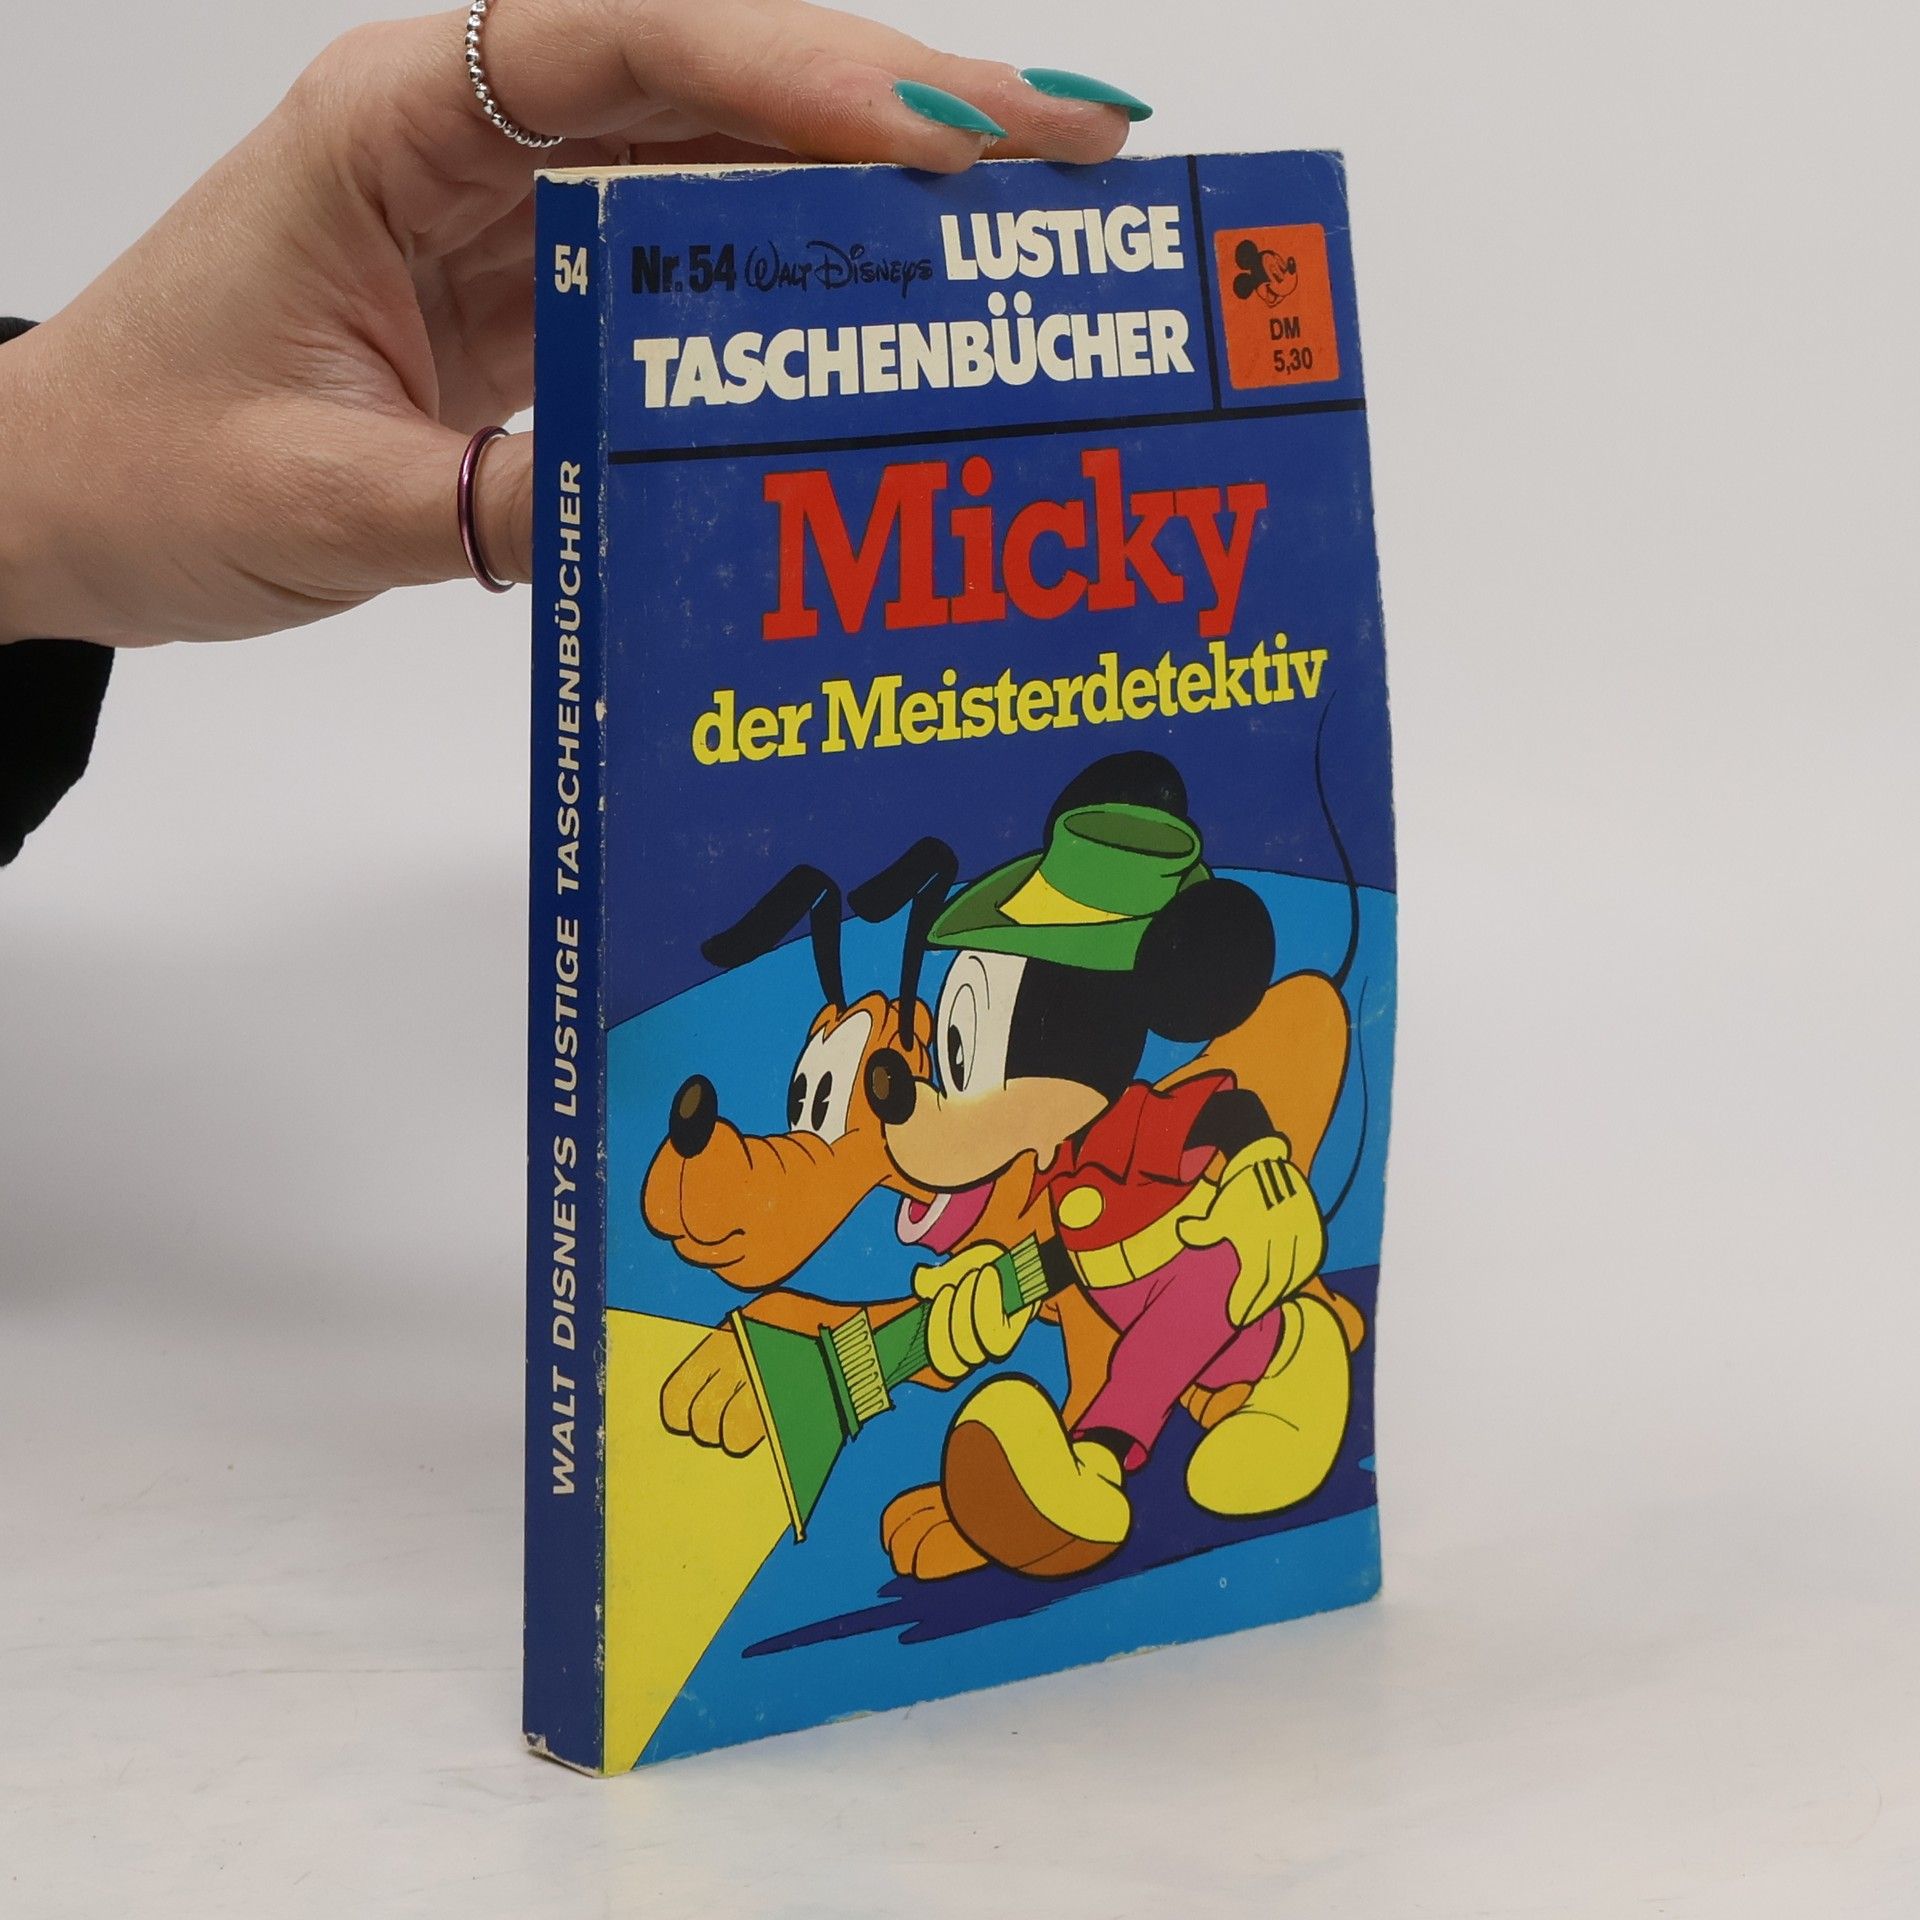 54
WALT DISNEYS LUSTIGE TASCHENBÜCHER
Nr. 54 WALT DISNEYS LUSTIGE
TASCHENBÜCHER
DM
5,30
Micky
der Meisterdetektiv